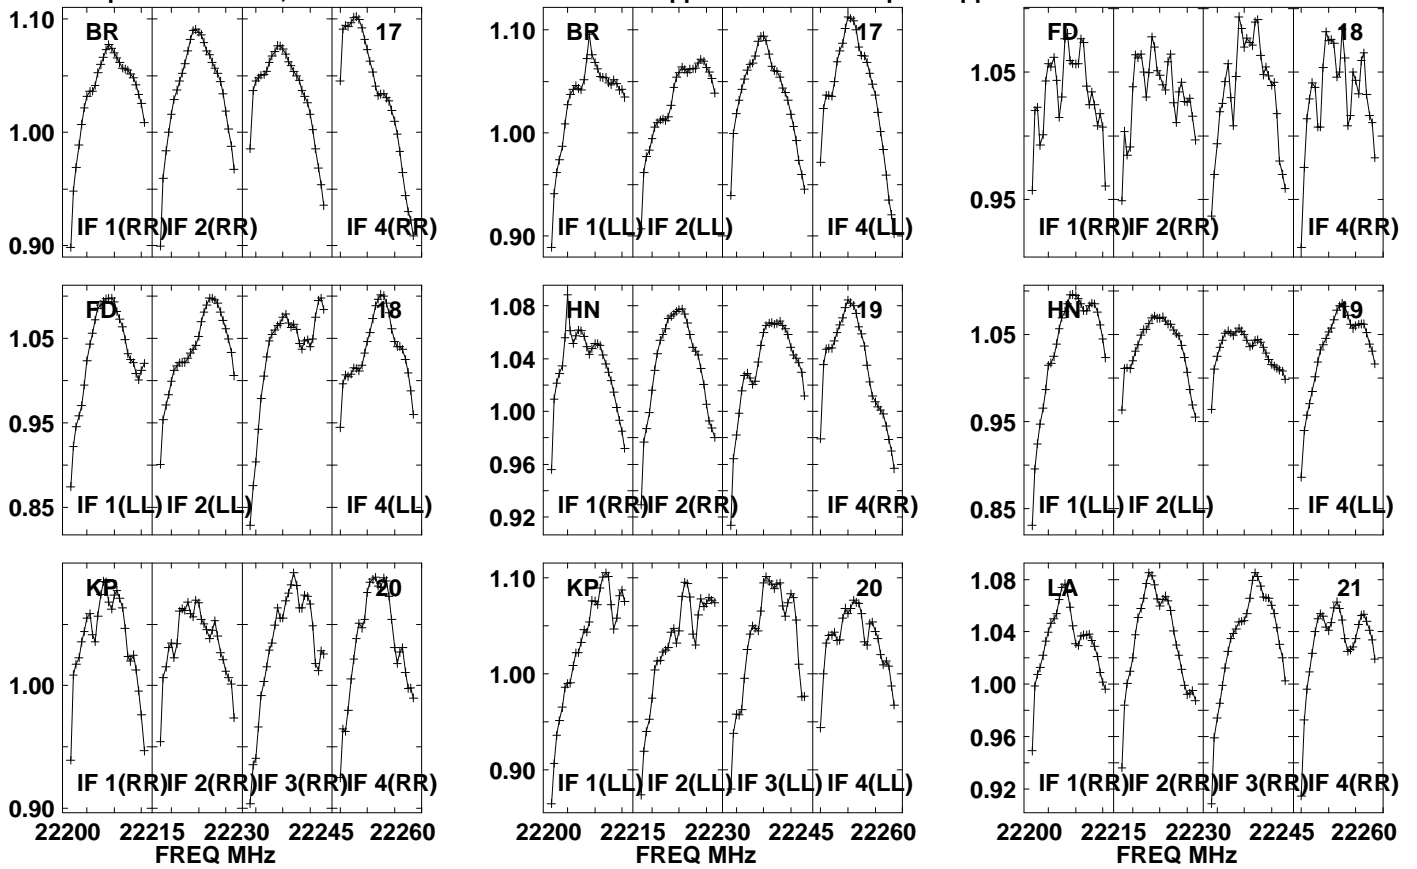 BR 17
1.10
1.00
0.90
IF 1(RR) IF 2(RR) IF 4(RR)
BR 17
1.10
1.00
0.90
IF 1(LL) IF 2(LL) IF 4(LL)
FD 18
1.05
0.95
IF 1(RR) IF 2(RR) IF 4(RR)
FD 18
1.05
0.95
0.85
IF 1(LL) IF 2(LL) IF 4(LL)
HN 19
1.08
1.04
1.00
0.96
0.92
IF 1(RR) IF 2(RR) IF 4(RR)
HN 19
1.05
0.95
0.85
IF 1(LL) IF 2(LL) IF 4(LL)
KP 20
1.00
0.90
IF 1(RR) IF 2(RR) IF 3(RR) IF 4(RR)
22200 22215 22230 22245 22260
FREQ MHz
KP 20
1.10
1.00
0.90
IF 1(LL) IF 2(LL) IF 3(LL) IF 4(LL)
22200 22215 22230 22245 22260
FREQ MHz
LA 21
1.08
1.04
1.00
0.96
0.92
IF 1(RR) IF 2(RR) IF 3(RR) IF 4(RR)
22200 22215 22230 22245 22260
FREQ MHz